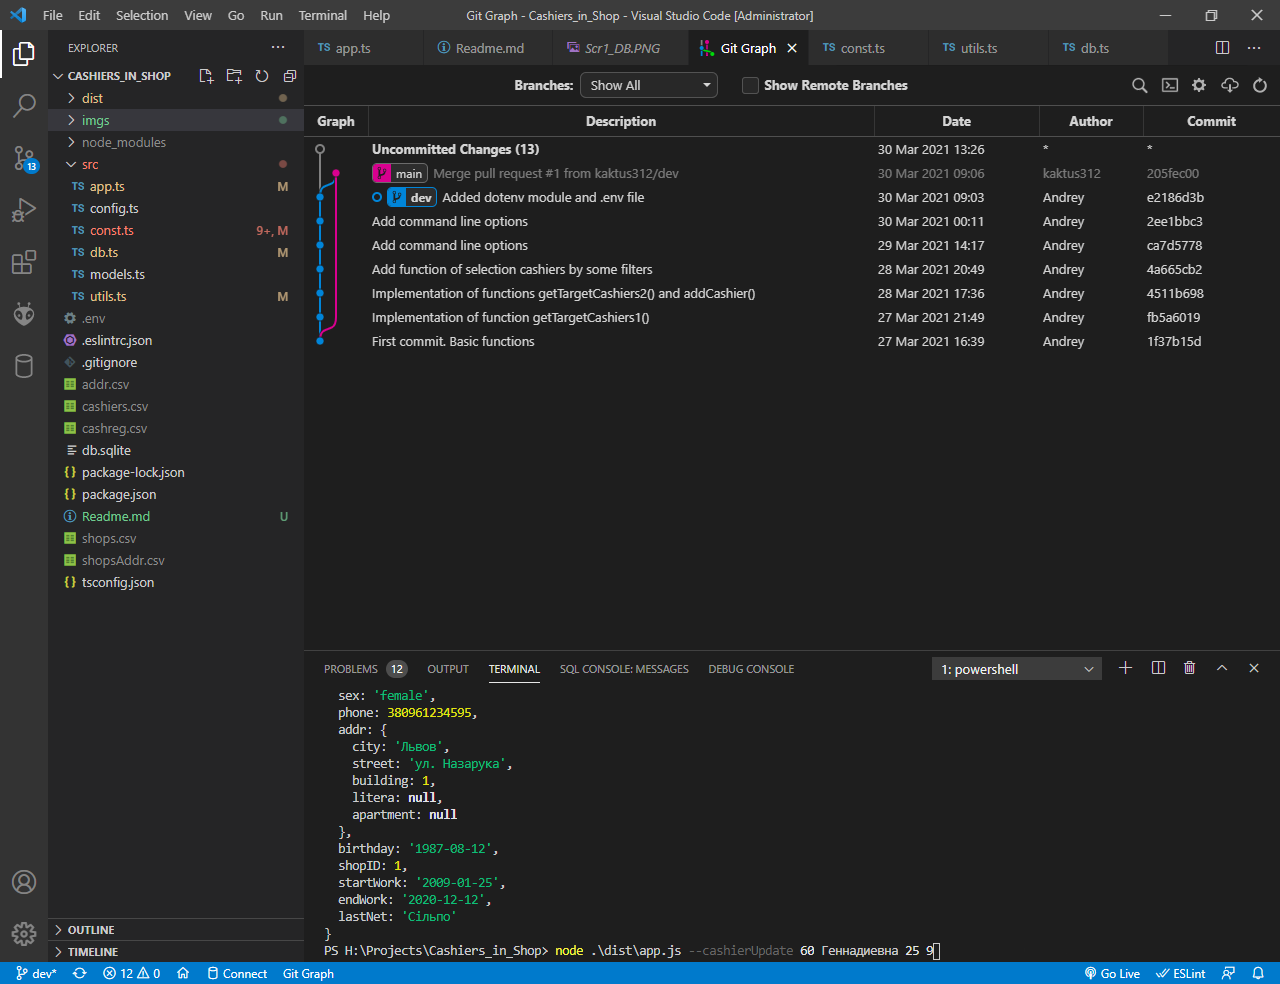 File Edit Selection View Go Run Terminal Help Git Graph - Cashiers_in_Shop - Visual Studio Code [Administrator]
EXPLORER
app.ts Readme.md Scr1_DB.PNG Git Graph const.ts utils.ts db.ts
CASHIERS_IN_SHOP
Branches: Show All Show Remote Branches
Graph Description Date Author Commit
Uncommitted Changes (13) 30 Mar 2021 13:26 * *
main Merge pull request #1 from kaktus312/dev 30 Mar 2021 09:06 kaktus312 205fec00
dev Added dotenv module and .env file 30 Mar 2021 09:03 Andrey e2186d3b
Add command line options 30 Mar 2021 00:11 Andrey 2ee1bbc3
Add command line options 29 Mar 2021 14:17 Andrey ca7d5778
Add function of selection cashiers by some filters 28 Mar 2021 20:49 Andrey 4a665cb2
Implementation of functions getTargetCashiers2() and addCashier() 28 Mar 2021 17:36 Andrey 4511b698
Implementation of function getTargetCashiers1() 27 Mar 2021 21:49 Andrey fb5a6019
First commit. Basic functions 27 Mar 2021 16:39 Andrey 1f37b15d
13
dist
imgs
node_modules
src
TS app.ts M
TS config.ts
TS const.ts 9+, M
TS db.ts M
TS models.ts
TS utils.ts M
.env
.eslintrc.json
.gitignore
addr.csv
cashiers.csv
cashreg.csv
db.sqlite
{} package-lock.json
{} package.json
Readme.md U
shops.csv
shopsAddr.csv
{} tsconfig.json
OUTLINE
TIMELINE
PROBLEMS 12 OUTPUT TERMINAL SQL CONSOLE: MESSAGES DEBUG CONSOLE 1: powershell
sex: 'female',
phone: 380961234595,
addr: {
city: 'Львов',
street: 'ул. Назарука',
building: 1,
litera: null,
apartment: null
},
birthday: '1987-08-12',
shopID: 1,
startWork: '2009-01-25',
endWork: '2020-12-12',
lastNet: 'Сільпо'
}
PS H:\Projects\Cashiers_in_Shop> node .\dist\app.js --cashierUpdate 60 Геннадиевна 25 9
dev* 12 0 Connect Git Graph Go Live ESLint